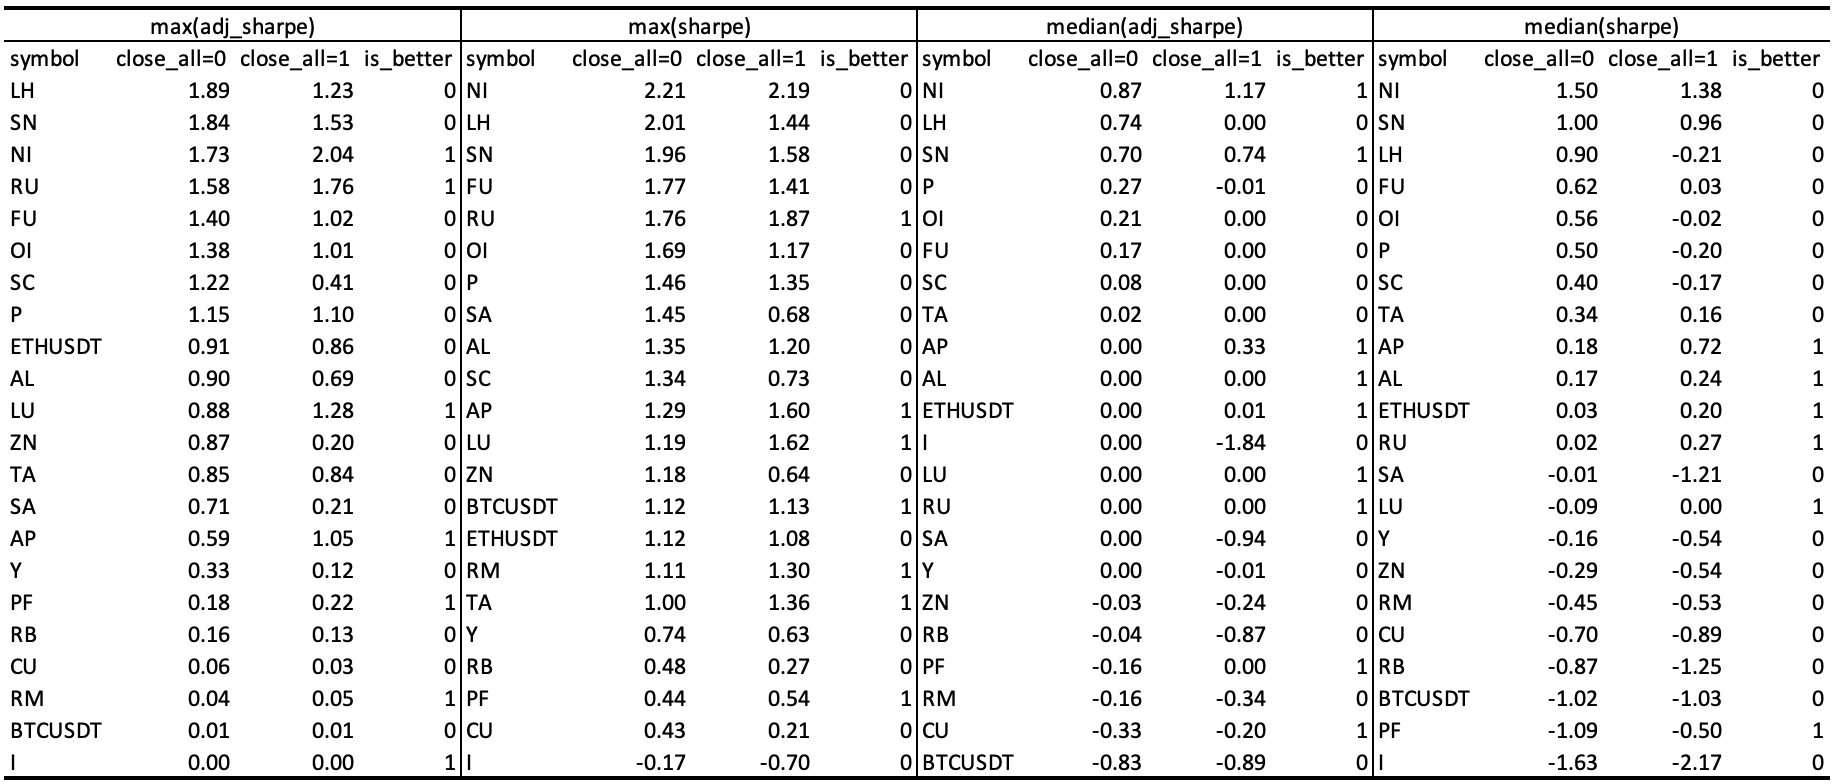 max(adj_sharpe) max(sharpe) median(adj_sharpe) median(sharpe)
symbol close_all=0 close_all=1 is_better symbol close_all=0 close_all=1 is_better symbol close_all=0 close_all=1 is_better symbol close_all=0 close_all=1 is_better
LH 1.89 1.23 0 NI 2.21 2.19 0 NI 0.87 1.17 1 NI 1.50 1.38 0
SN 1.84 1.53 0 LH 2.01 1.44 0 LH 0.74 0.00 0 SN 1.00 0.96 0
NI 1.73 2.04 1 SN 1.96 1.58 0 SN 0.70 0.74 1 LH 0.90 -0.21 0
RU 1.58 1.76 1 FU 1.77 1.41 0 P 0.27 -0.01 0 FU 0.62 0.03 0
FU 1.40 1.02 0 RU 1.76 1.87 1 OI 0.21 0.00 0 OI 0.56 -0.02 0
OI 1.38 1.01 0 OI 1.69 1.17 0 FU 0.17 0.00 0 P 0.50 -0.20 0
SC 1.22 0.41 0 P 1.46 1.35 0 SC 0.08 0.00 0 SC 0.40 -0.17 0
P 1.15 1.10 0 SA 1.45 0.68 0 TA 0.02 0.00 0 TA 0.34 0.16 0
ETHUSDT 0.91 0.86 0 AL 1.35 1.20 0 AP 0.00 0.33 1 AP 0.18 0.72 1
AL 0.90 0.69 0 SC 1.34 0.73 0 AL 0.00 0.00 1 AL 0.17 0.24 1
LU 0.88 1.28 1 AP 1.29 1.60 1 ETHUSDT 0.00 0.01 1 ETHUSDT 0.03 0.20 1
ZN 0.87 0.20 0 LU 1.19 1.62 1 I 0.00 -1.84 0 RU 0.02 0.27 1
TA 0.85 0.84 0 ZN 1.18 0.64 0 LU 0.00 0.00 1 SA -0.01 -1.21 0
SA 0.71 0.21 0 BTCUSDT 1.12 1.13 1 RU 0.00 0.00 1 LU -0.09 0.00 1
AP 0.59 1.05 1 ETHUSDT 1.12 1.08 0 SA 0.00 -0.94 0 Y -0.16 -0.54 0
Y 0.33 0.12 0 RM 1.11 1.30 1 Y 0.00 -0.01 0 ZN -0.29 -0.54 0
PF 0.18 0.22 1 TA 1.00 1.36 1 ZN -0.03 -0.24 0 RM -0.45 -0.53 0
RB 0.16 0.13 0 Y 0.74 0.63 0 RB -0.04 -0.87 0 CU -0.70 -0.89 0
CU 0.06 0.03 0 RB 0.48 0.27 0 PF -0.16 0.00 1 RB -0.87 -1.25 0
RM 0.04 0.05 1 PF 0.44 0.54 1 RM -0.16 -0.34 0 BTCUSDT -1.02 -1.03 0
BTCUSDT 0.01 0.01 0 CU 0.43 0.21 0 CU -0.33 -0.20 1 PF -1.09 -0.50 1
I 0.00 0.00 1 I -0.17 -0.70 0 BTCUSDT -0.83 -0.89 0 I -1.63 -2.17 0